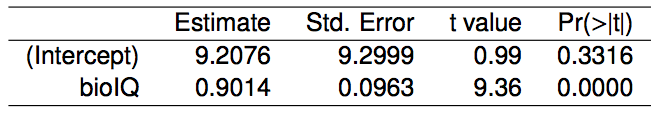 Estimate Std. Error t value Pr(>|t|)
(Intercept) 9.2076 9.2999 0.99 0.3316
bioIQ 0.9014 0.0963 9.36 0.0000